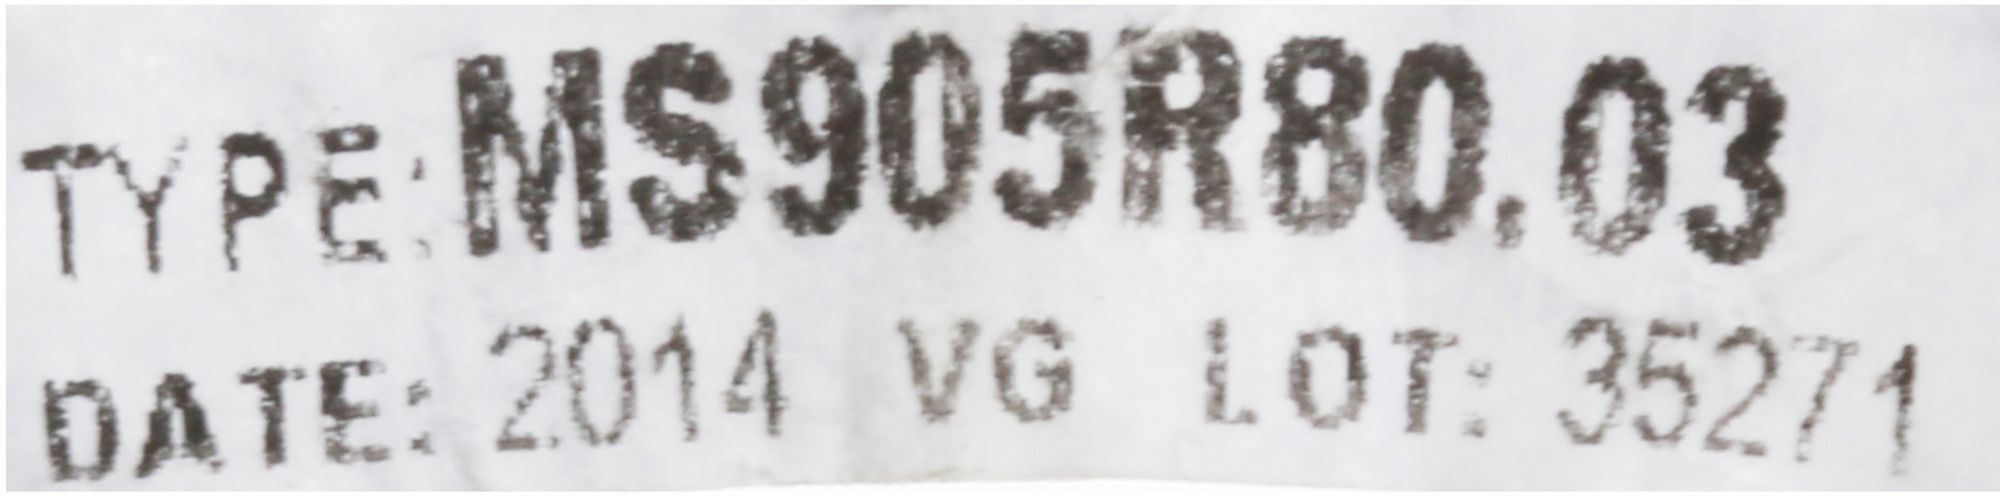 TYPE: MS905R80.03
DATE: 2014 VG LOT: 35271